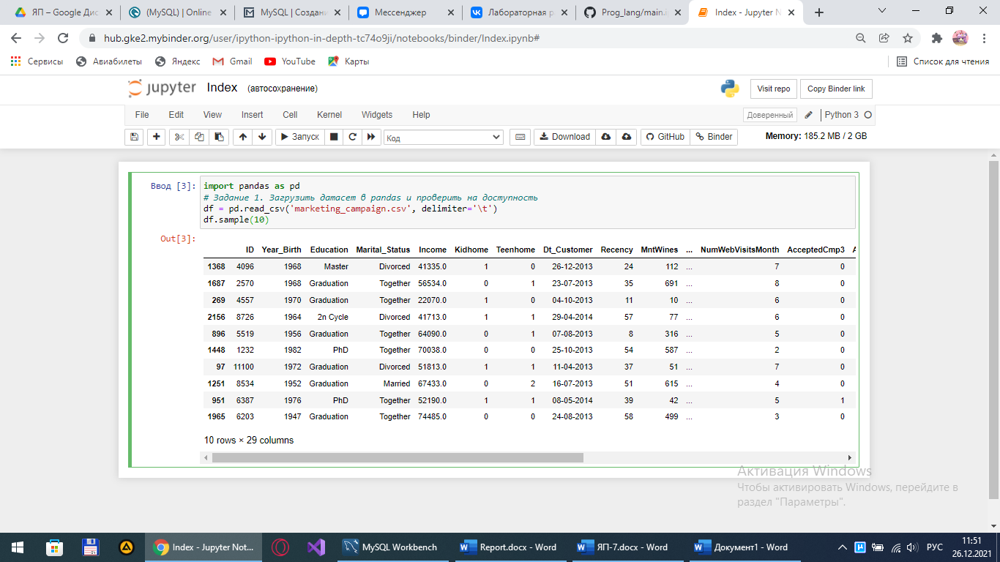 ЯП – Google Дис
(MySQL) | Online
MySQL | Создани
Мессенджер
Лабораторная р
Prog_lang/main.i
Index - Jupyter N
hub.gke2.mybinder.org/user/ipython-ipython-in-depth-tc74o9ji/notebooks/binder/Index.ipynb#
Сервисы Авиабилеты Яндекс Gmail YouTube Карты Список для чтения
jupyter Index (автосохранение) Visit repo Copy Binder link
File Edit View Insert Cell Kernel Widgets Help Доверенный Python 3
Запуск Код Download GitHub Binder Memory: 185.2 MB / 2 GB
Ввод [3]: import pandas as pd
# Задание 1. Загрузить датасет в pandas и проверить на доступность
df = pd.read_csv('marketing_campaign.csv', delimiter='\t')
df.sample(10)
Out[3]:
ID Year_Birth Education Marital_Status Income Kidhome Teenhome Dt_Customer Recency MntWines ... NumWebVisitsMonth AcceptedCmp3
1368 4096 1968 Master Divorced 41335.0 1 0 26-12-2013 24 112 ... 7 0
1687 2570 1968 Graduation Together 56534.0 0 1 23-07-2013 35 691 ... 8 0
269 4557 1970 Graduation Together 22070.0 1 0 04-10-2013 11 10 ... 6 0
2156 8726 1964 2n Cycle Divorced 41713.0 1 1 29-04-2014 57 77 ... 6 0
896 5519 1956 Graduation Together 64090.0 0 1 07-08-2013 8 316 ... 5 0
1448 1232 1982 PhD Together 70038.0 0 0 25-10-2013 54 587 ... 2 0
97 11100 1972 Graduation Divorced 51813.0 1 1 11-04-2013 37 51 ... 7 0
1251 8534 1952 Graduation Married 67433.0 0 2 16-07-2013 51 615 ... 4 0
951 6387 1976 PhD Together 52190.0 1 1 08-05-2014 39 42 ... 5 1
1965 6203 1947 Graduation Together 74485.0 0 0 24-08-2013 58 499 ... 3 0
10 rows × 29 columns
Активация Windows
Чтобы активировать Windows, перейдите в
раздел "Параметры".
Index - Jupyter Not... MySQL Workbench Report.docx - Word ЯП-7.docx - Word Документ1 - Word РУС 11:51
26.12.2021